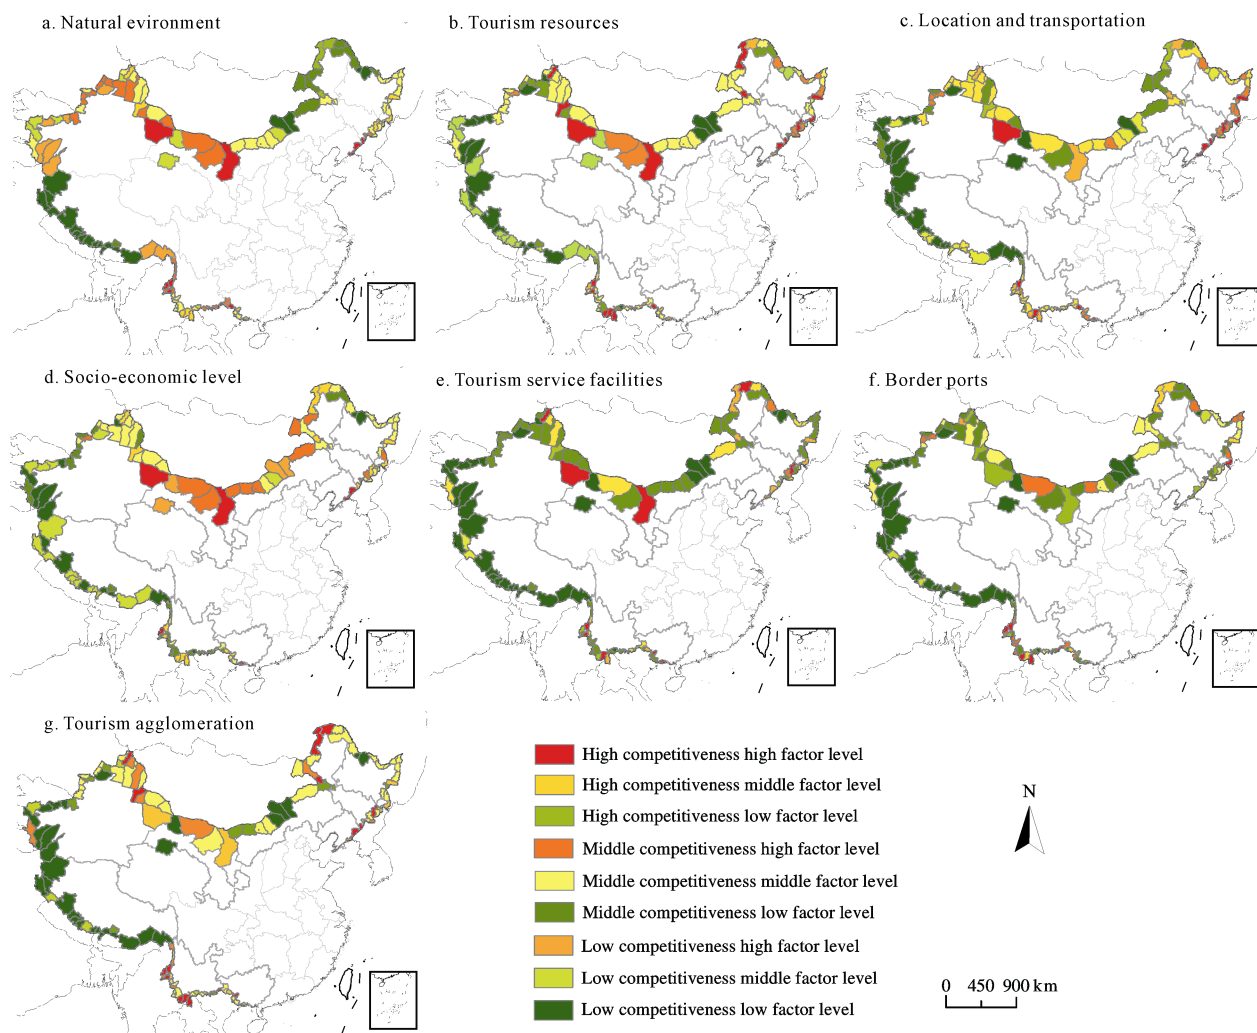 a. Natural evironment
b. Tourism resources
c. Location and transportation
d. Socio-economic level
e. Tourism service facilities
f. Border ports
g. Tourism agglomeration
High competitiveness high factor level
High competitiveness middle factor level
High competitiveness low factor level
Middle competitiveness high factor level
Middle competitiveness middle factor level
Middle competitiveness low factor level
Low competitiveness high factor level
Low competitiveness middle factor level
Low competitiveness low factor level
N
0 450 900 km